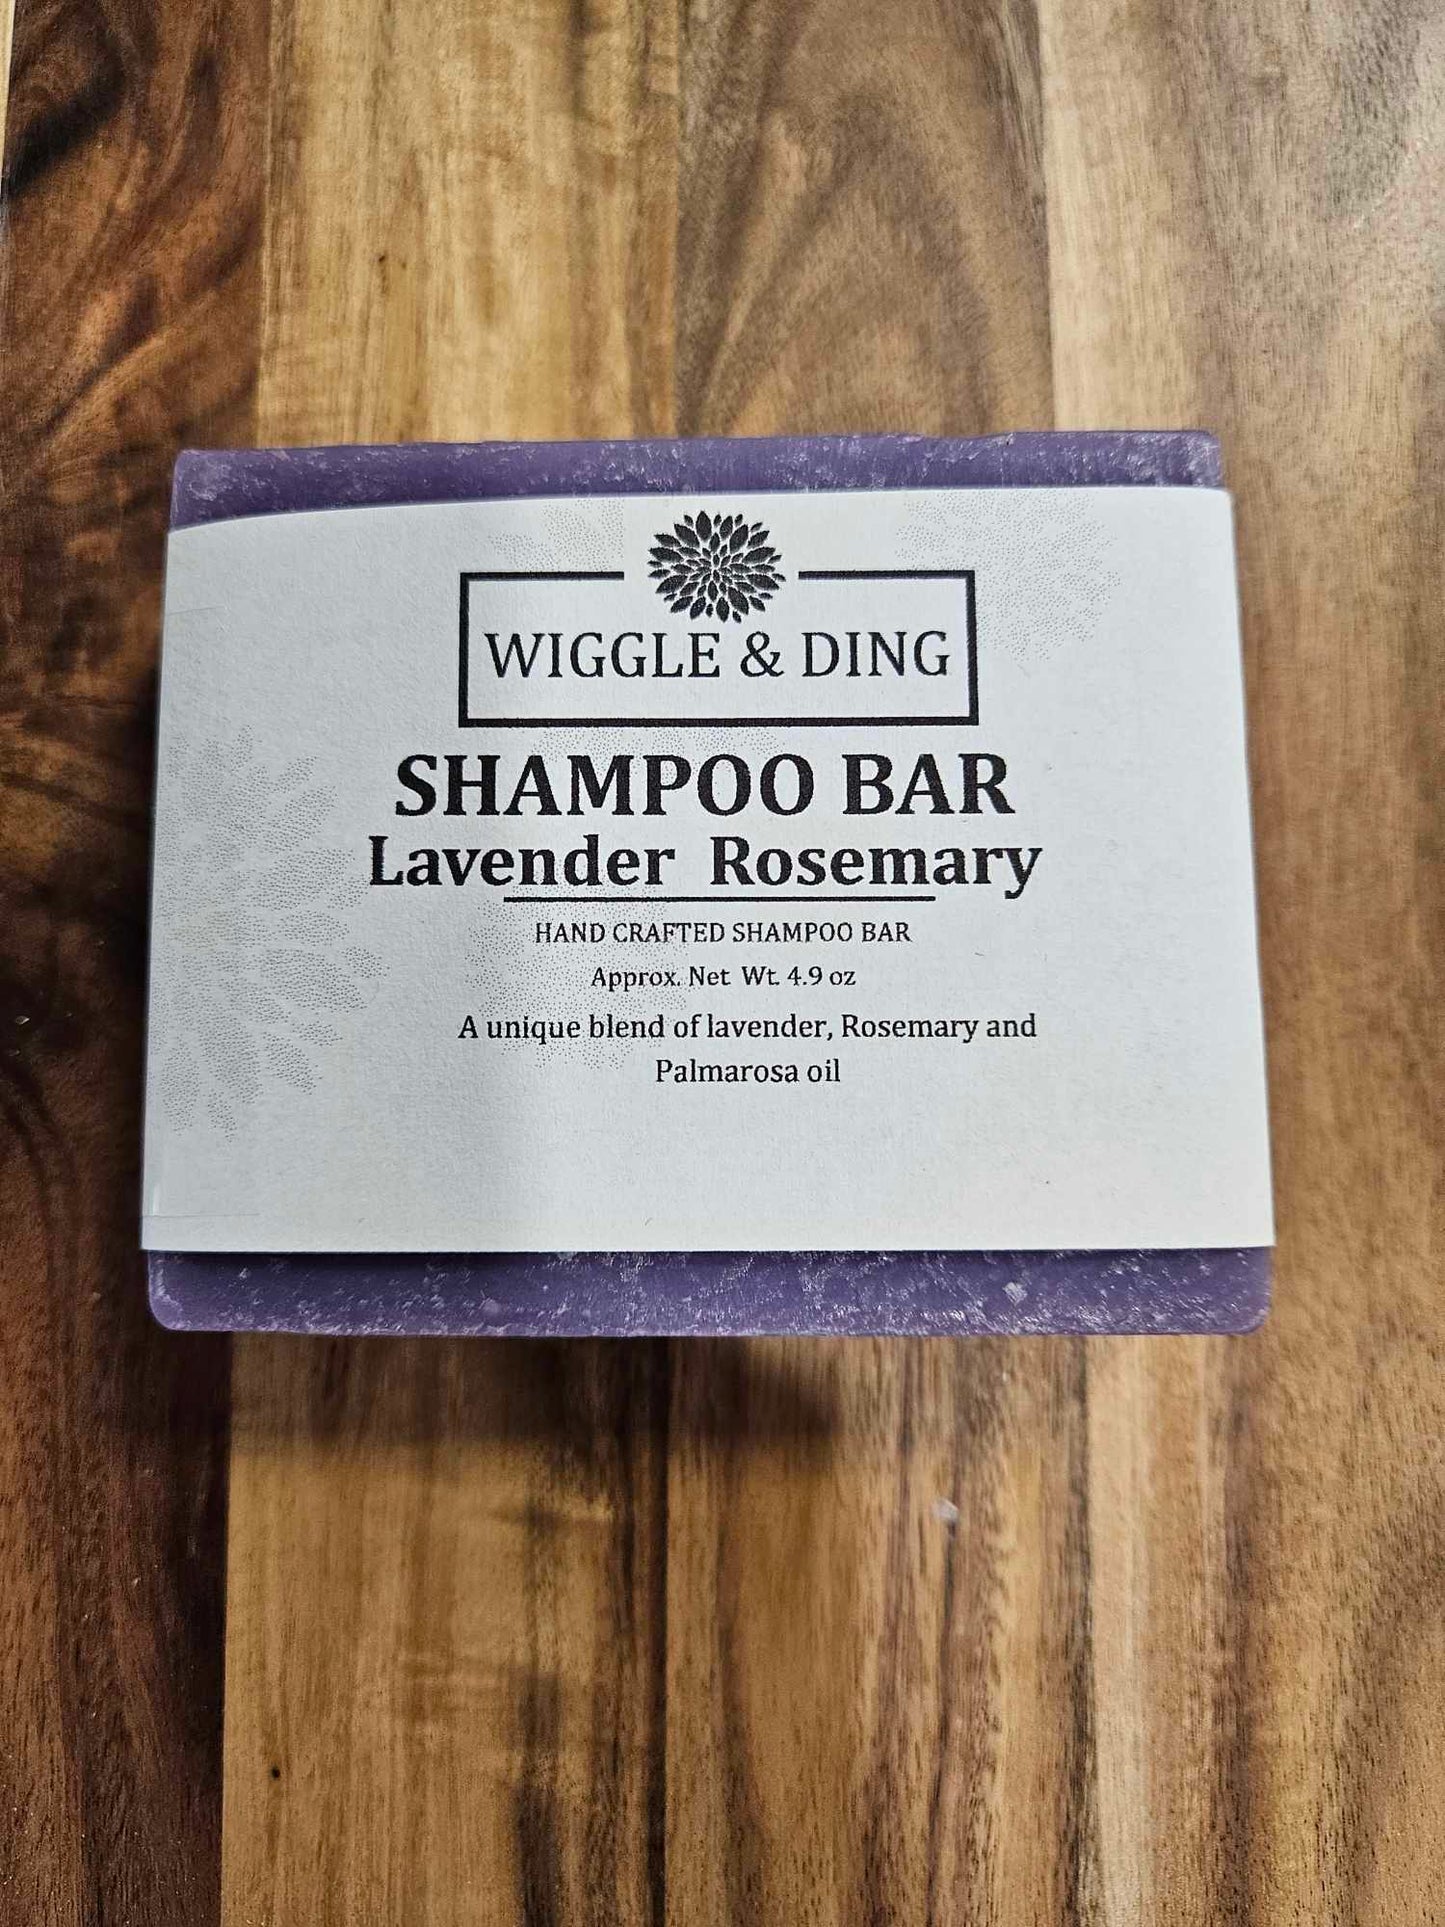 WIGGLE & DING
SHAMPOO BAR
Lavender Rosemary
HAND CRAFTED SHAMPOO BAR
Approx. Net Wt. 4.9 oz
A unique blend of lavender, Rosemary and
Palmarosa oil